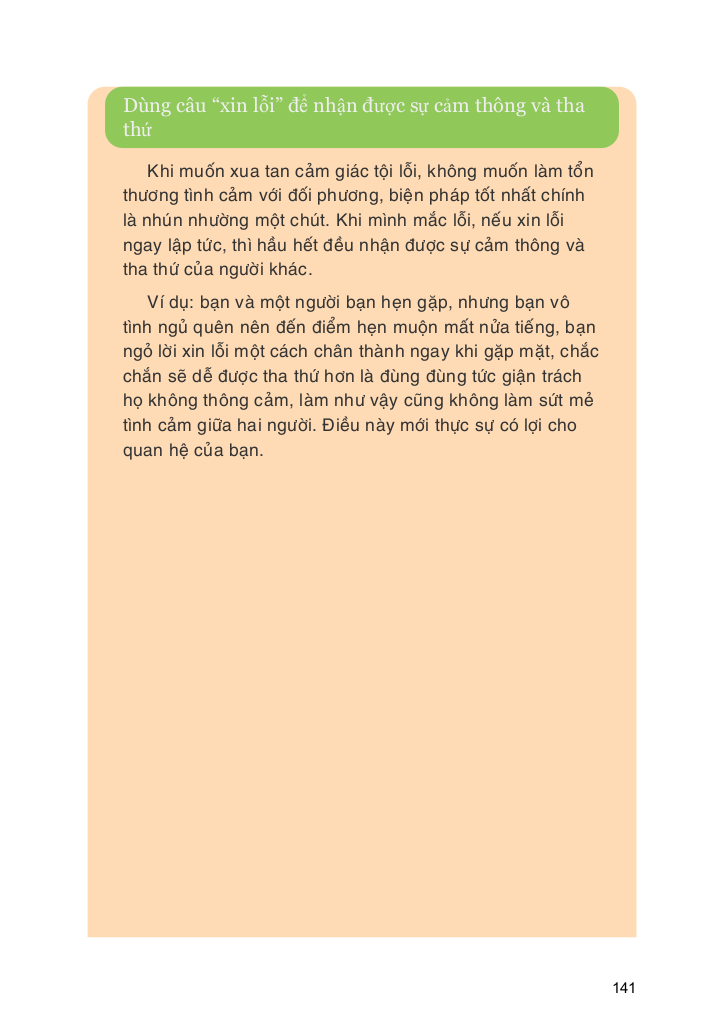 Dùng câu “xin lỗi” để nhận được sự cảm thông và tha
thứ
Khi muốn xua tan cảm giác tội lỗi, không muốn làm tổn
thương tình cảm với đối phương, biện pháp tốt nhất chính
là nhún nhường một chút. Khi mình mắc lỗi, nếu xin lỗi
ngay lập tức, thì hầu hết đều nhận được sự cảm thông và
tha thứ của người khác.
Ví dụ: bạn và một người bạn hẹn gặp, nhưng bạn vô
tình ngủ quên nên đến điểm hẹn muộn mất nửa tiếng, bạn
ngỏ lời xin lỗi một cách chân thành ngay khi gặp mặt, chắc
chắn sẽ dễ được tha thứ hơn là đùng đùng tức giận trách
họ không thông cảm, làm như vậy cũng không làm sứt mẻ
tình cảm giữa hai người. Điều này mới thực sự có lợi cho
quan hệ của bạn.
141